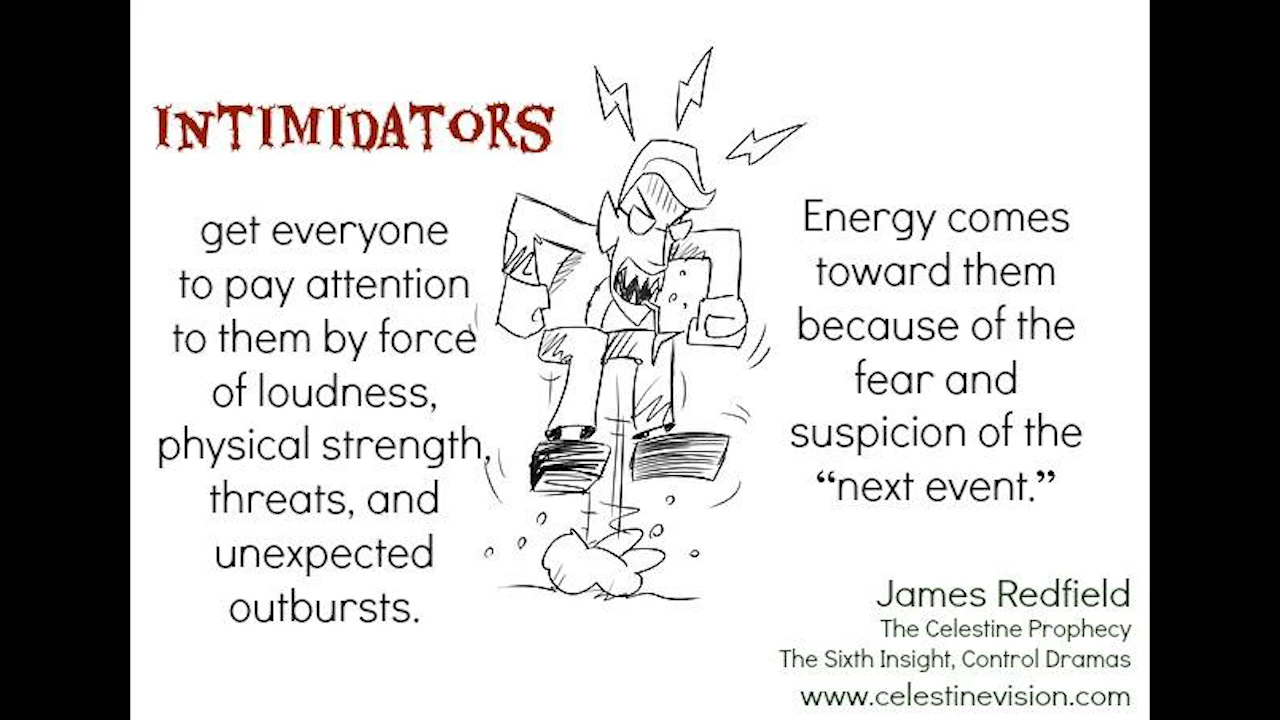 INTIMIDATORS
get everyone
to pay attention
to them by force
of loudness,
physical strength,
threats, and
unexpected
outbursts.
Energy comes
toward them
because of the
fear and
suspicion of the
“next event.”
James Redfield
The Celestine Prophecy
The Sixth Insight, Control Dramas
www.celestinevision.com